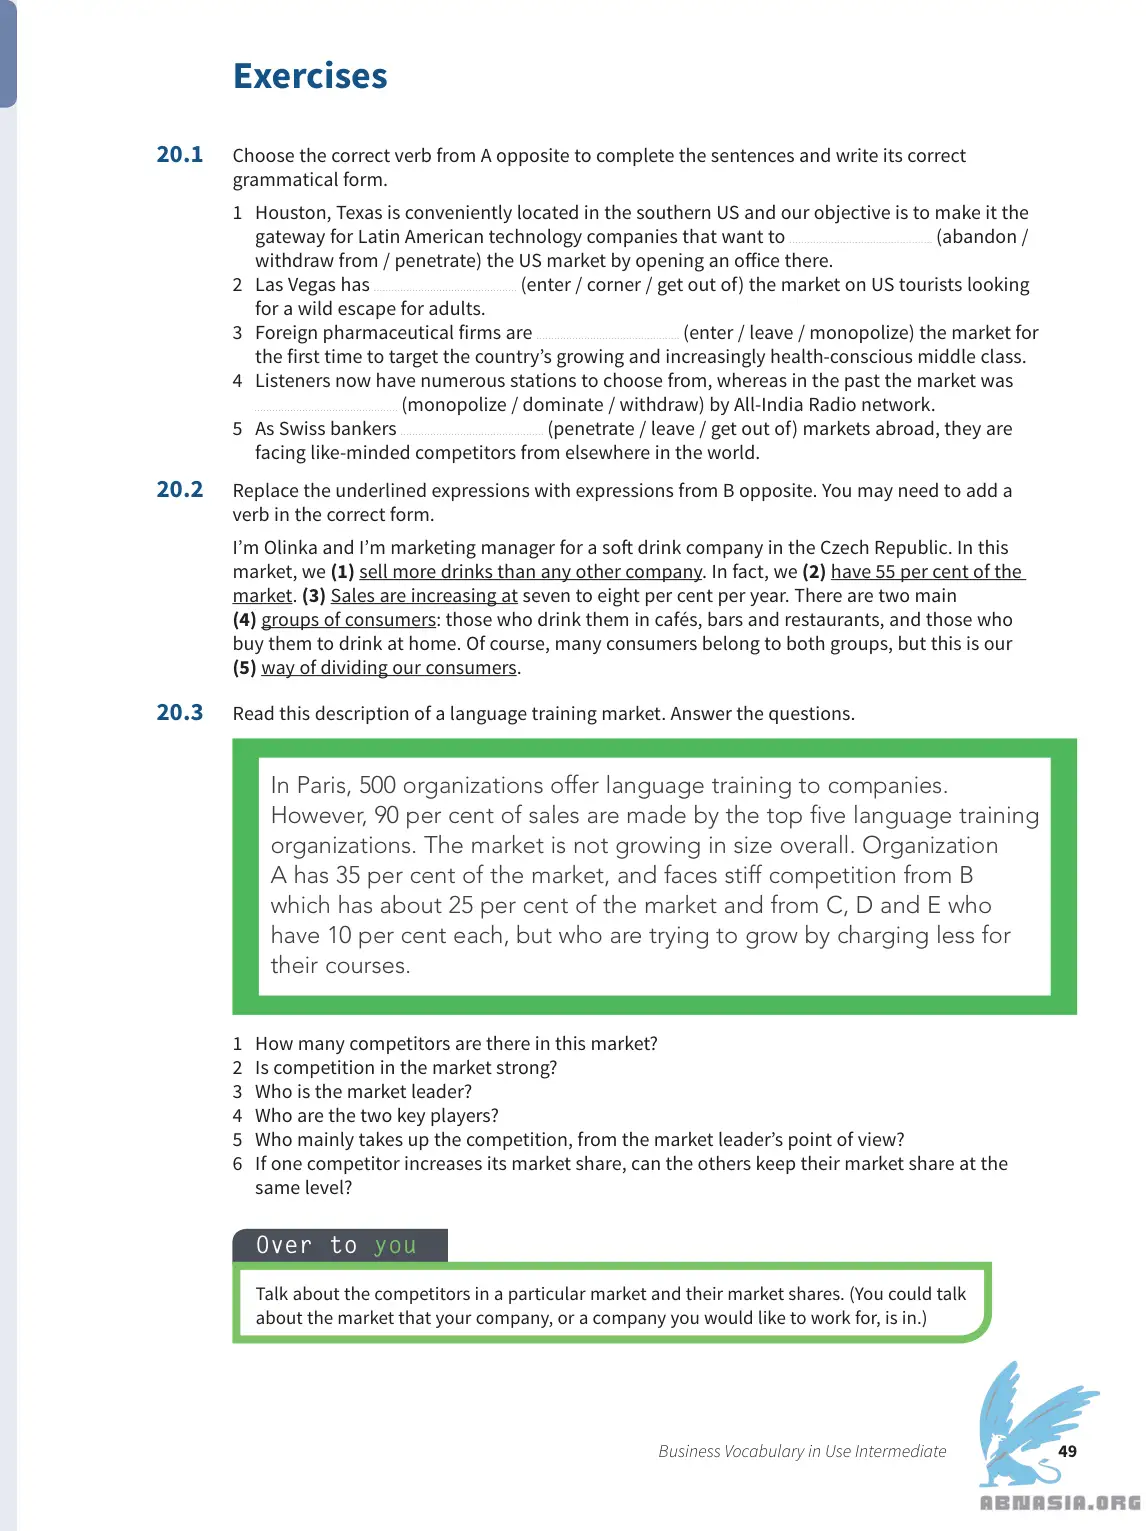 Exercises
20.1 Choose the correct verb from A opposite to complete the sentences and write its correct
grammatical form.
1 Houston, Texas is conveniently located in the southern US and our objective is to make it the
gateway for Latin American technology companies that want to ................................................ (abandon /
withdraw from / penetrate) the US market by opening an office there.
2 Las Vegas has ................................................ (enter / corner / get out of) the market on US tourists looking
for a wild escape for adults.
3 Foreign pharmaceutical firms are ................................................ (enter / leave / monopolize) the market for
the first time to target the country’s growing and increasingly health-conscious middle class.
4 Listeners now have numerous stations to choose from, whereas in the past the market was
................................................ (monopolize / dominate / withdraw) by All-India Radio network.
5 As Swiss bankers ................................................ (penetrate / leave / get out of) markets abroad, they are
facing like-minded competitors from elsewhere in the world.
20.2 Replace the underlined expressions with expressions from B opposite. You may need to add a
verb in the correct form.
I’m Olinka and I’m marketing manager for a soft drink company in the Czech Republic. In this
market, we (1) sell more drinks than any other company. In fact, we (2) have 55 per cent of the
market. (3) Sales are increasing at seven to eight per cent per year. There are two main
(4) groups of consumers: those who drink them in cafés, bars and restaurants, and those who
buy them to drink at home. Of course, many consumers belong to both groups, but this is our
(5) way of dividing our consumers.
20.3 Read this description of a language training market. Answer the questions.
In Paris, 500 organizations offer language training to companies.
However, 90 per cent of sales are made by the top five language training
organizations. The market is not growing in size overall. Organization
A has 35 per cent of the market, and faces stiff competition from B
which has about 25 per cent of the market and from C, D and E who
have 10 per cent each, but who are trying to grow by charging less for
their courses.
1 How many competitors are there in this market?
2 Is competition in the market strong?
3 Who is the market leader?
4 Who are the two key players?
5 Who mainly takes up the competition, from the market leader’s point of view?
6 If one competitor increases its market share, can the others keep their market share at the
same level?
Over to you
Talk about the competitors in a particular market and their market shares. (You could talk
about the market that your company, or a company you would like to work for, is in.)
Business Vocabulary in Use Intermediate 49
ABNASIA.ORG